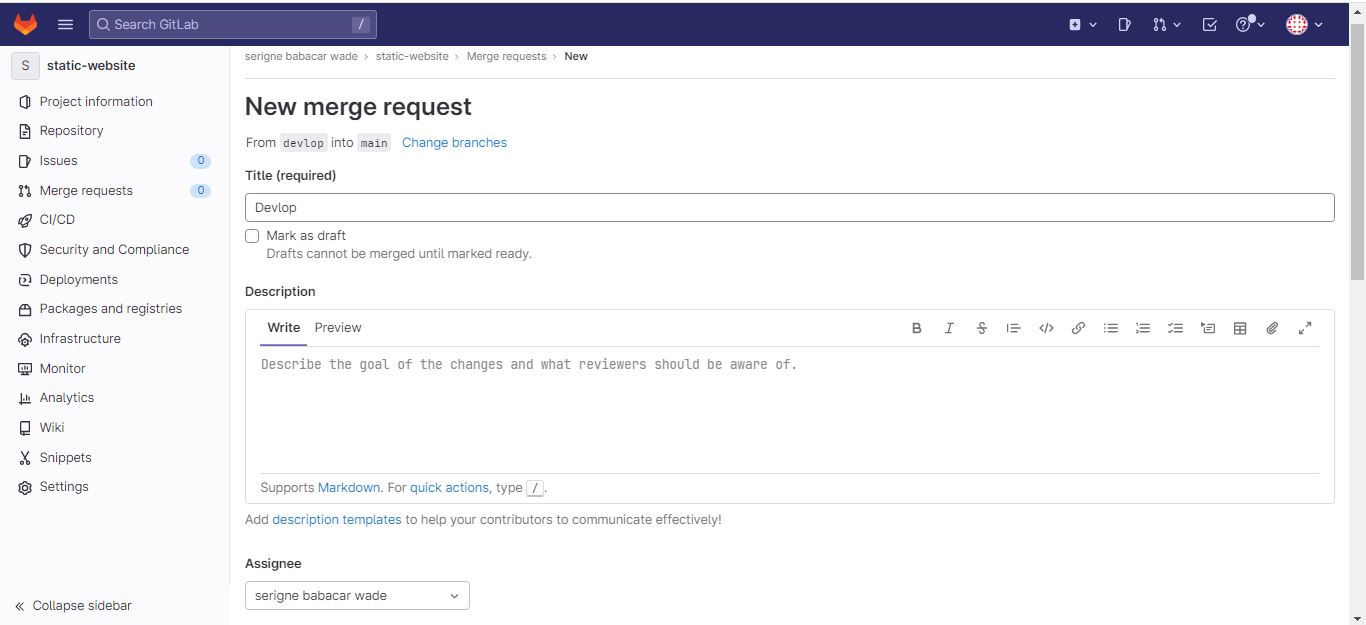 Search GitLab /
S static-website
Project information
Repository
Issues 0
Merge requests 0
CI/CD
Security and Compliance
Deployments
Packages and registries
Infrastructure
Monitor
Analytics
Wiki
Snippets
Settings
Collapse sidebar
serigne babacar wade > static-website > Merge requests > New
New merge request
From devlop into main Change branches
Title (required)
Devlop
Mark as draft
Drafts cannot be merged until marked ready.
Description
Write Preview
Describe the goal of the changes and what reviewers should be aware of.
Supports Markdown. For quick actions, type /.
Add description templates to help your contributors to communicate effectively!
Assignee
serigne babacar wade